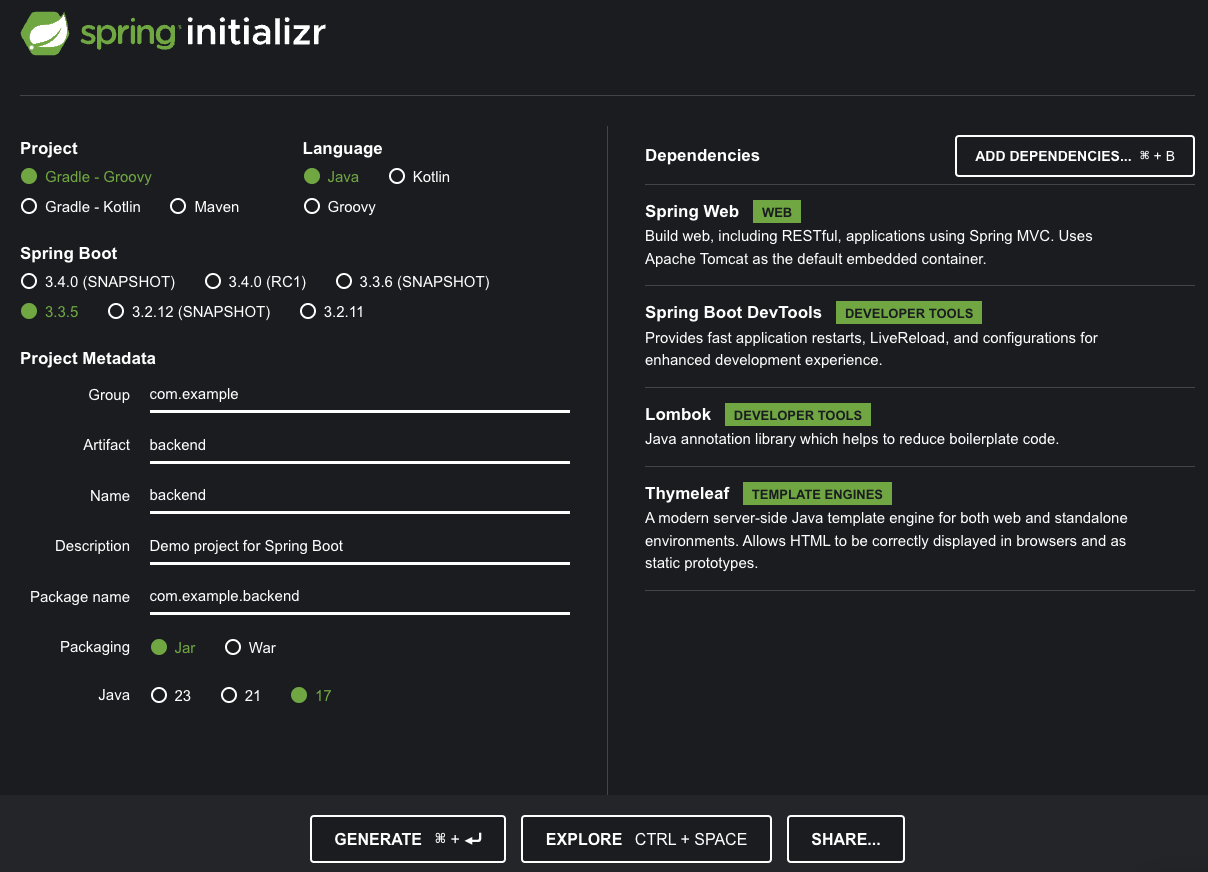 spring initializr
Project
Gradle - Groovy
Gradle - Kotlin Maven
Language
Java Kotlin
Groovy
Spring Boot
3.4.0 (SNAPSHOT) 3.4.0 (RC1) 3.3.6 (SNAPSHOT)
3.3.5 3.2.12 (SNAPSHOT) 3.2.11
Project Metadata
Group com.example
Artifact backend
Name backend
Description Demo project for Spring Boot
Package name com.example.backend
Packaging Jar War
Java 23 21 17
Dependencies
ADD DEPENDENCIES... ⌘ + B
Spring Web WEB
Build web, including RESTful, applications using Spring MVC. Uses
Apache Tomcat as the default embedded container.
Spring Boot DevTools DEVELOPER TOOLS
Provides fast application restarts, LiveReload, and configurations for
enhanced development experience.
Lombok DEVELOPER TOOLS
Java annotation library which helps to reduce boilerplate code.
Thymeleaf TEMPLATE ENGINES
A modern server-side Java template engine for both web and standalone
environments. Allows HTML to be correctly displayed in browsers and as
static prototypes.
GENERATE ⌘ + ⏎
EXPLORE CTRL + SPACE
SHARE...